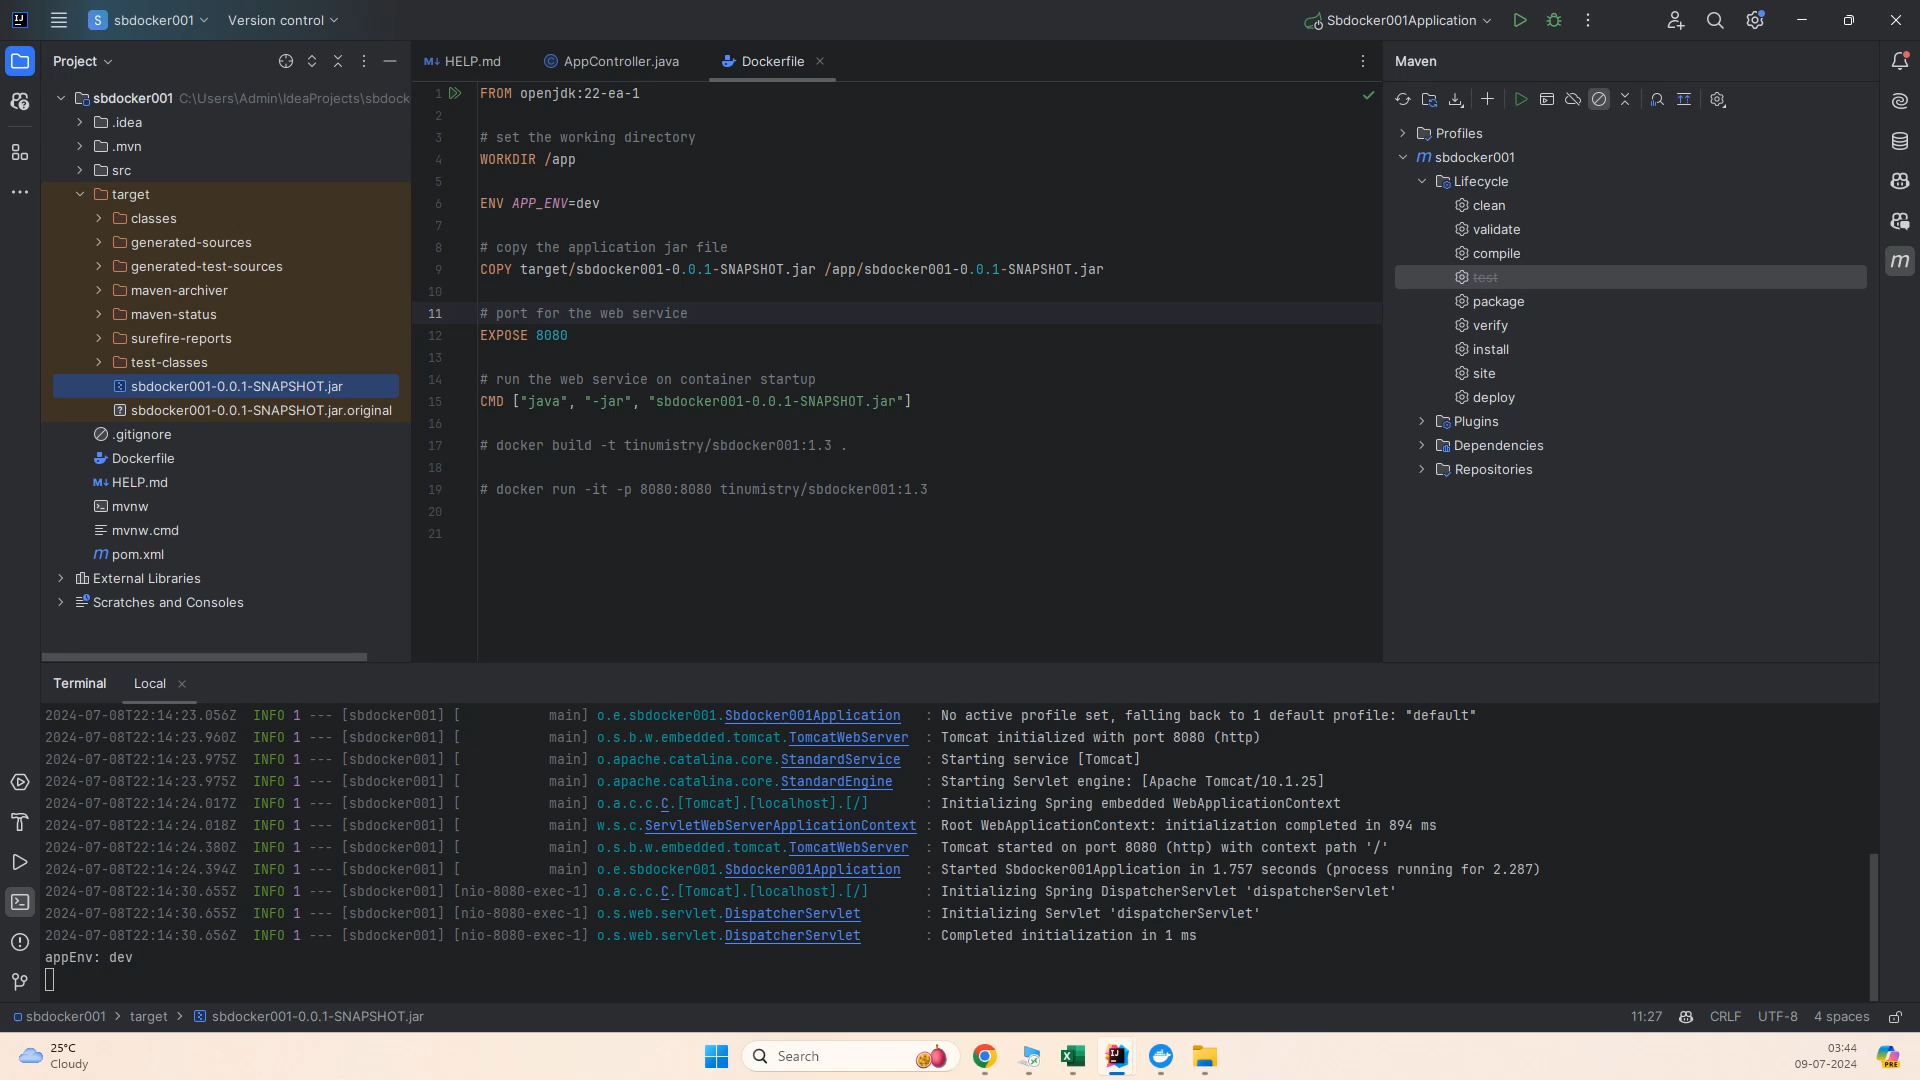 sbdocker001
Version control
Sbdocker001Application
Project
sbdocker001 C:\Users\Admin\IdeaProjects\sbdock
.idea
.mvn
src
target
classes
generated-sources
generated-test-sources
maven-archiver
maven-status
surefire-reports
test-classes
sbdocker001-0.0.1-SNAPSHOT.jar
sbdocker001-0.0.1-SNAPSHOT.jar.original
.gitignore
Dockerfile
HELP.md
mvnw
mvnw.cmd
pom.xml
External Libraries
Scratches and Consoles
HELP.md
AppController.java
Dockerfile
1 FROM openjdk:22-ea-1
2
3 # set the working directory
4 WORKDIR /app
5
6 ENV APP_ENV=dev
7
8 # copy the application jar file
9 COPY target/sbdocker001-0.0.1-SNAPSHOT.jar /app/sbdocker001-0.0.1-SNAPSHOT.jar
10
11 # port for the web service
12 EXPOSE 8080
13
14 # run the web service on container startup
15 CMD ["java", "-jar", "sbdocker001-0.0.1-SNAPSHOT.jar"]
16
17 # docker build -t tinumistry/sbdocker001:1.3 .
18
19 # docker run -it -p 8080:8080 tinumistry/sbdocker001:1.3
20
21
Maven
Profiles
sbdocker001
Lifecycle
clean
validate
compile
test
package
verify
install
site
deploy
Plugins
Dependencies
Repositories
Terminal
Local
2024-07-08T22:14:23.056Z INFO 1 --- [sbdocker001] [ main] o.e.sbdocker001.Sbdocker001Application : No active profile set, falling back to 1 default profile: "default"
2024-07-08T22:14:23.960Z INFO 1 --- [sbdocker001] [ main] o.s.b.w.embedded.tomcat.TomcatWebServer : Tomcat initialized with port 8080 (http)
2024-07-08T22:14:23.975Z INFO 1 --- [sbdocker001] [ main] o.apache.catalina.core.StandardService : Starting service [Tomcat]
2024-07-08T22:14:23.975Z INFO 1 --- [sbdocker001] [ main] o.apache.catalina.core.StandardEngine : Starting Servlet engine: [Apache Tomcat/10.1.25]
2024-07-08T22:14:24.017Z INFO 1 --- [sbdocker001] [ main] o.a.c.c.C.[Tomcat].[localhost].[/] : Initializing Spring embedded WebApplicationContext
2024-07-08T22:14:24.018Z INFO 1 --- [sbdocker001] [ main] w.s.c.ServletWebServerApplicationContext : Root WebApplicationContext: initialization completed in 894 ms
2024-07-08T22:14:24.380Z INFO 1 --- [sbdocker001] [ main] o.s.b.w.embedded.tomcat.TomcatWebServer : Tomcat started on port 8080 (http) with context path '/'
2024-07-08T22:14:24.394Z INFO 1 --- [sbdocker001] [ main] o.e.sbdocker001.Sbdocker001Application : Started Sbdocker001Application in 1.757 seconds (process running for 2.287)
2024-07-08T22:14:30.655Z INFO 1 --- [sbdocker001] [nio-8080-exec-1] o.a.c.c.C.[Tomcat].[localhost].[/] : Initializing Spring DispatcherServlet 'dispatcherServlet'
2024-07-08T22:14:30.655Z INFO 1 --- [sbdocker001] [nio-8080-exec-1] o.s.web.servlet.DispatcherServlet : Initializing Servlet 'dispatcherServlet'
2024-07-08T22:14:30.656Z INFO 1 --- [sbdocker001] [nio-8080-exec-1] o.s.web.servlet.DispatcherServlet : Completed initialization in 1 ms
appEnv: dev
sbdocker001 > target > sbdocker001-0.0.1-SNAPSHOT.jar
11:27 CRLF UTF-8 4 spaces
25°C
Cloudy
Search
03:44
09-07-2024